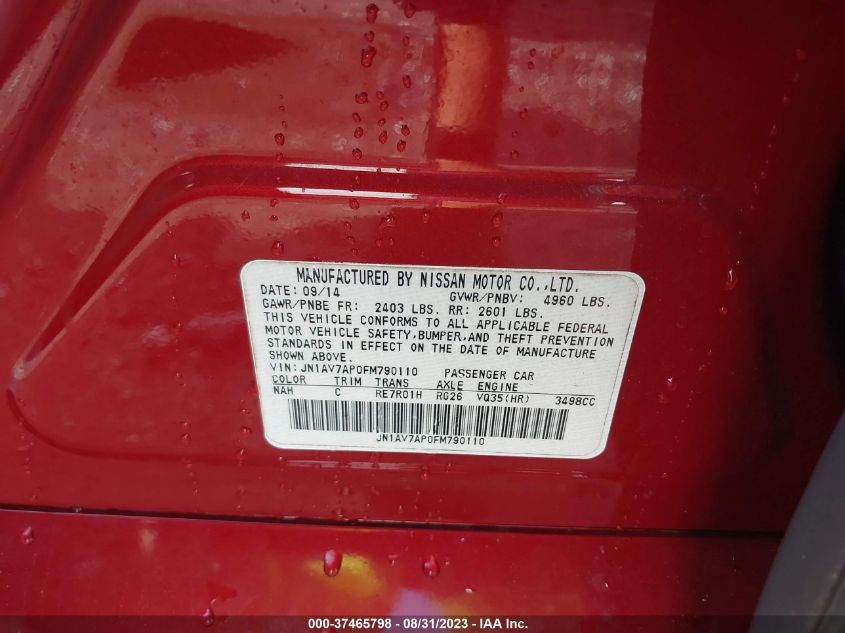 MANUFACTURED BY NISSAN MOTOR CO.,LTD.
DATE: 09/14 GVWR/PNBV: 4960 LBS.
GAWR/PNBE FR: 2403 LBS. RR: 2601 LBS.
THIS VEHICLE CONFORMS TO ALL APPLICABLE FEDERAL
MOTOR VEHICLE SAFETY,BUMPER,AND THEFT PREVENTION
STANDARDS IN EFFECT ON THE DATE OF MANUFACTURE
SHOWN ABOVE.
VIN: JN1AV7AP0FM790110 PASSENGER CAR
COLOR TRIM TRANS AXLE ENGINE
NAH C RE7R01H RG26 VQ35(HR) 3498CC
JN1AV7AP0FM790110
000-37465798 - 08/31/2023 - IAA Inc.